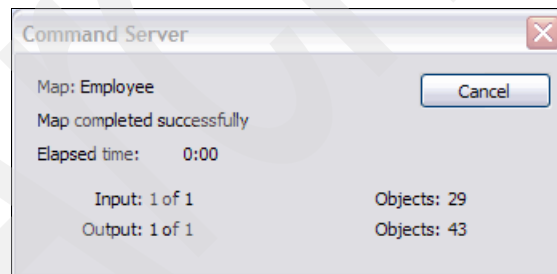 Command Server
Map: Employee
Cancel
Map completed successfully
Elapsed time: 0:00
Input: 1 of 1 Objects: 29
Output: 1 of 1 Objects: 43